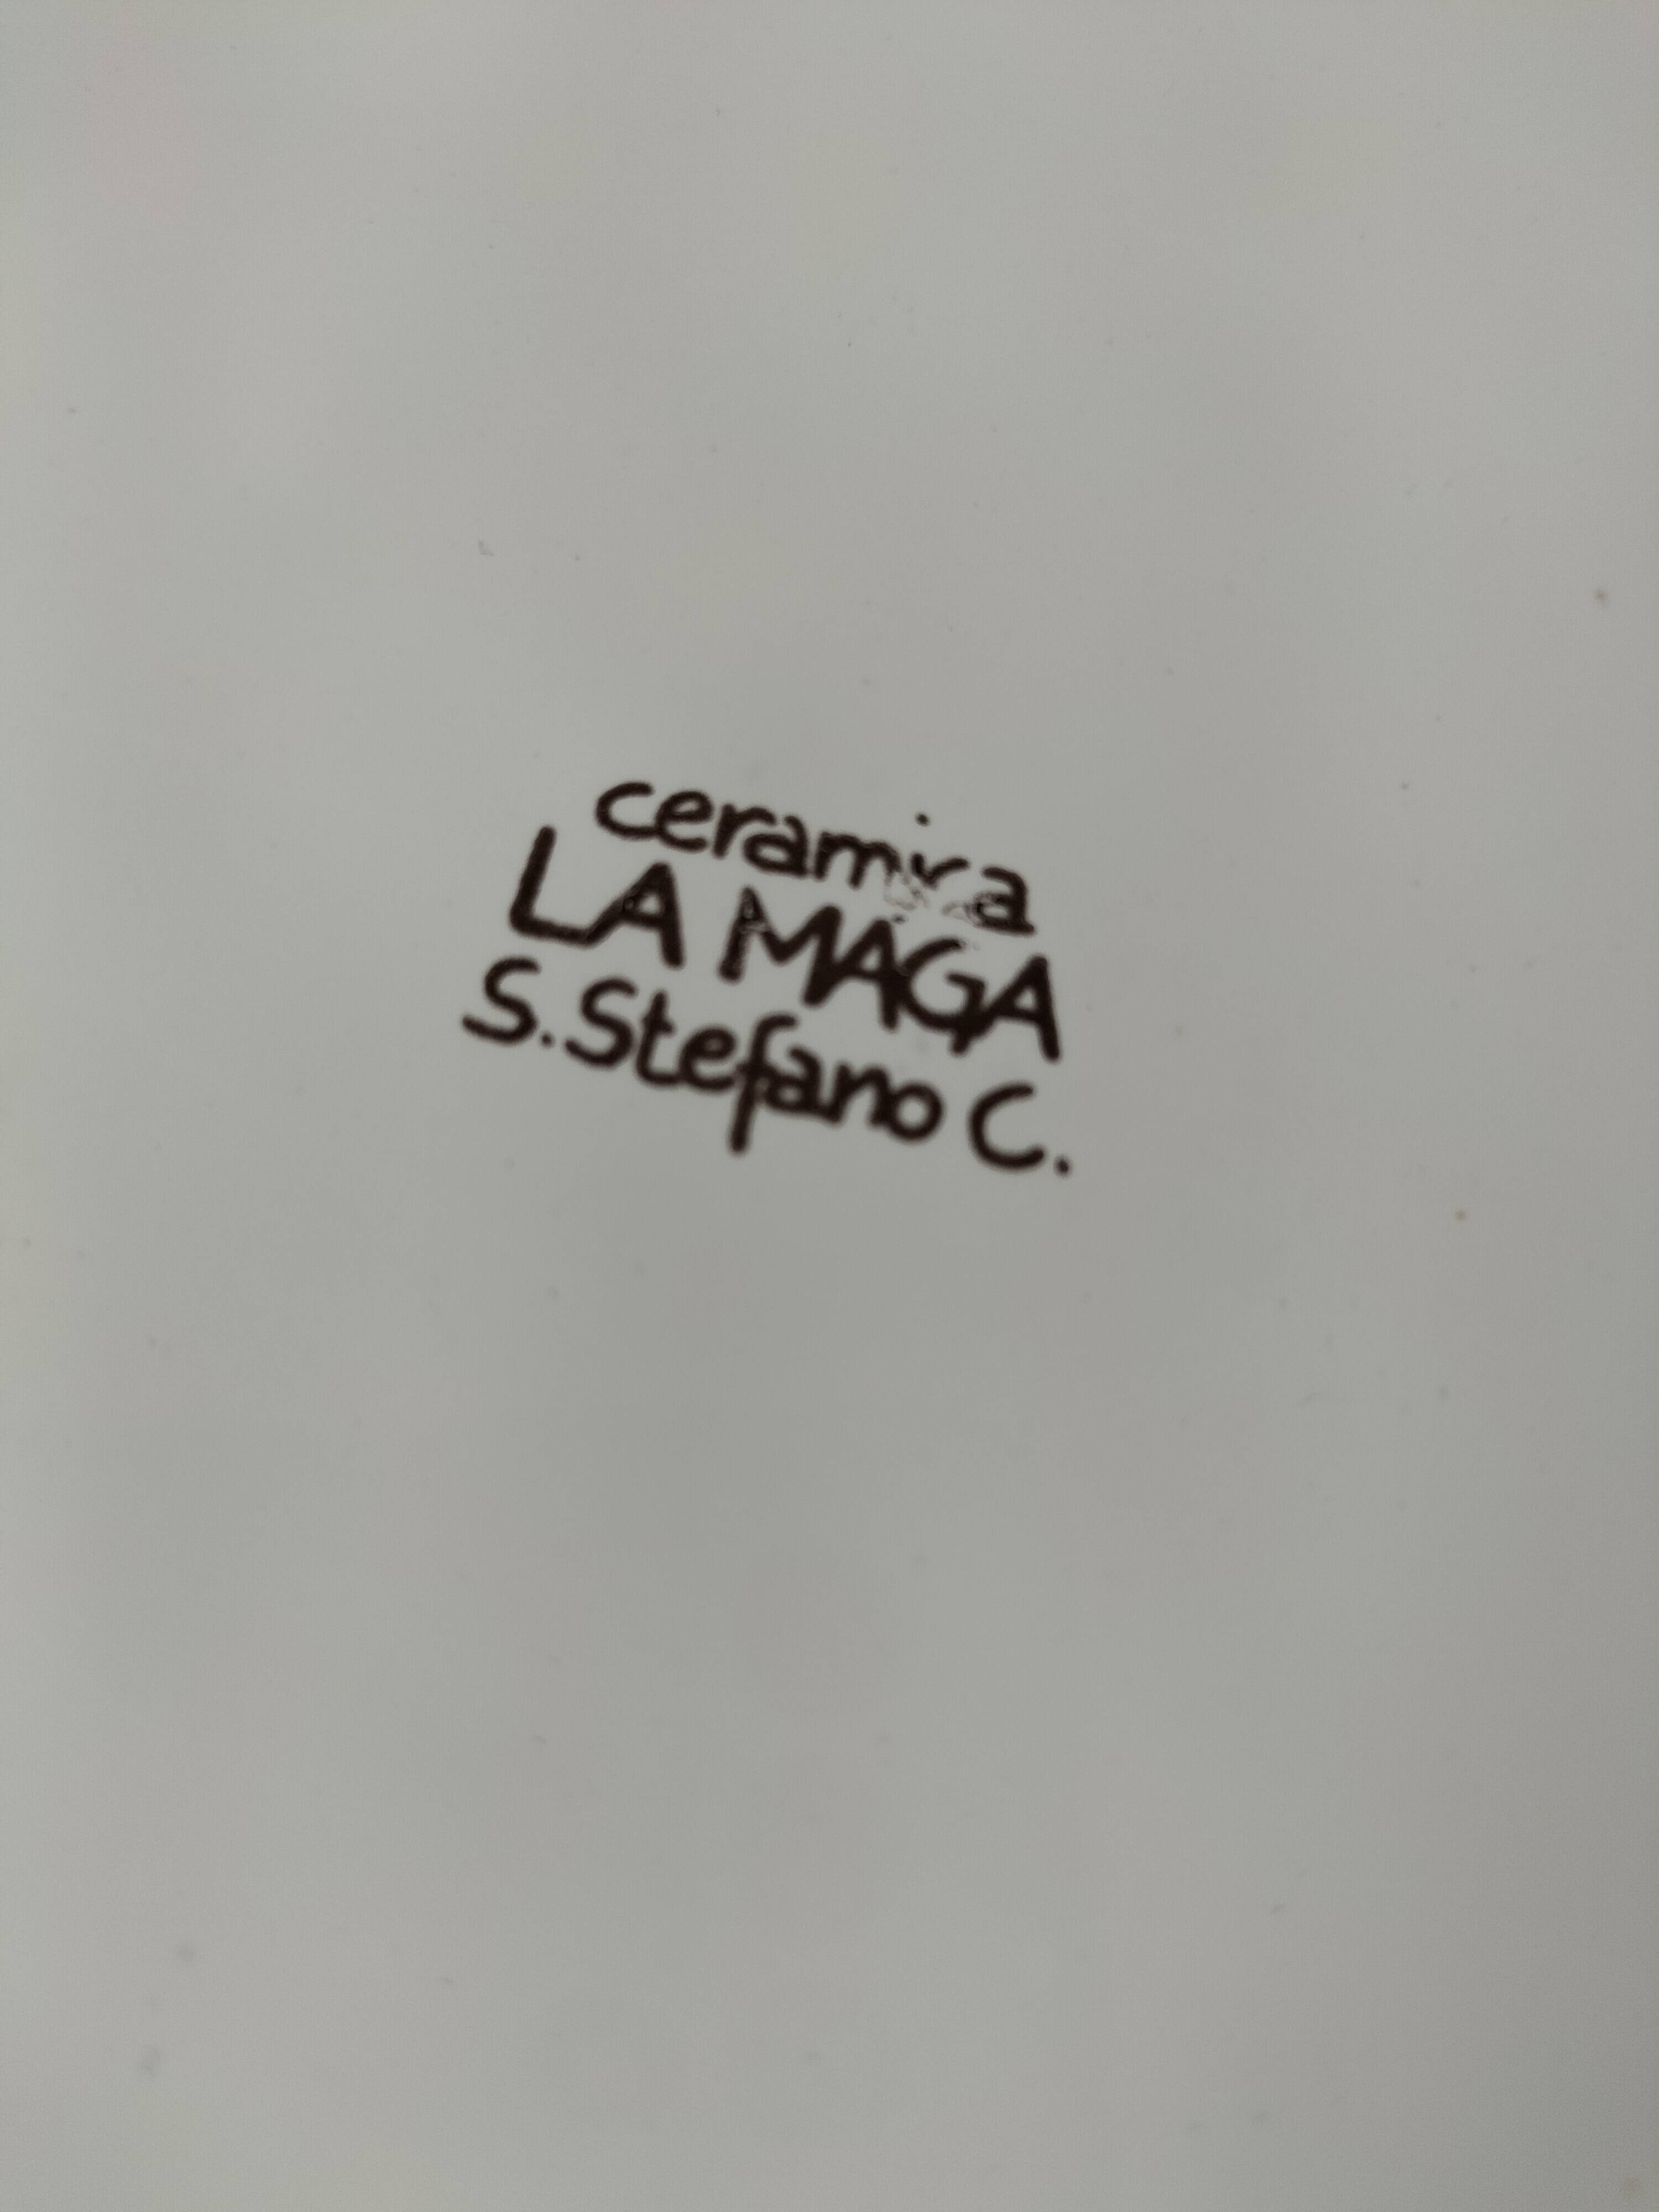 ceramica
LA MAGA
S.Stefano C.